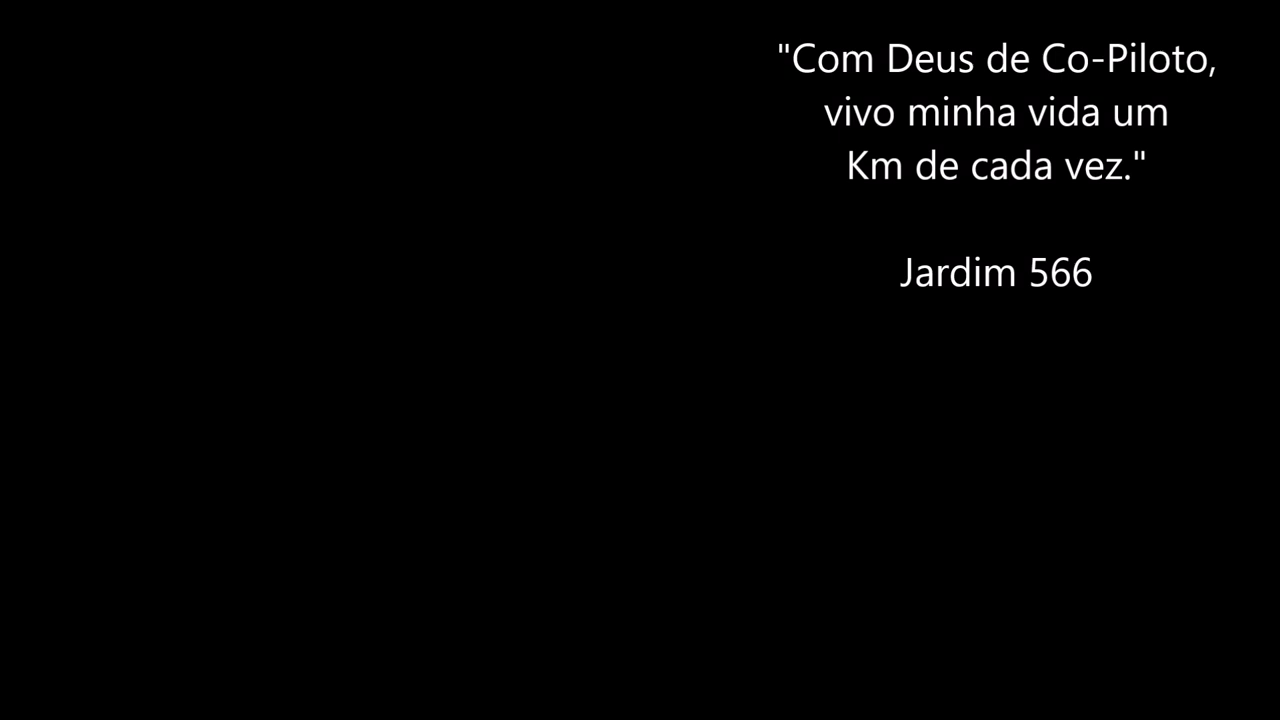 "Com Deus de Co-Piloto,
vivo minha vida um
Km de cada vez."
Jardim 566